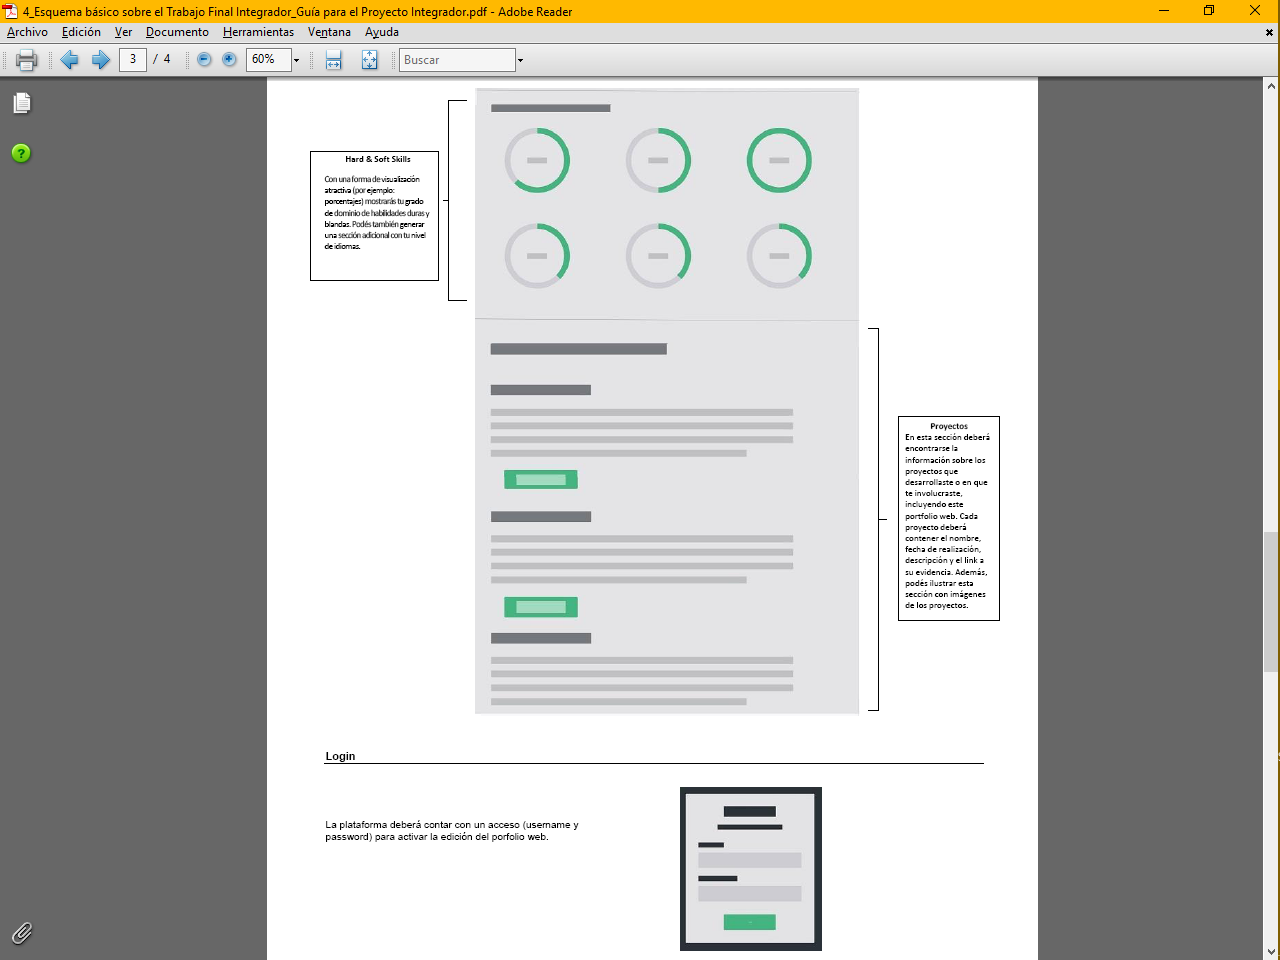 4_Esquema básico sobre el Trabajo Final Integrador_Guía para el Proyecto Integrador.pdf - Adobe Reader
Archivo Edición Ver Documento Herramientas Ventana Ayuda
3 / 4 60% Buscar
Hard & Soft Skills
Con una forma de visualización
atractiva (por ejemplo:
porcentajes) mostrarás tu grado
de dominio de habilidades duras y
blandas. Podés también generar
una sección adicional con tu nivel
de idiomas.
Proyectos
En esta sección deberá
encontrarse la
información sobre los
proyectos que
desarrollaste o en que
te involucraste,
incluyendo este
portfolio web. Cada
proyecto deberá
contener el nombre,
fecha de realización,
descripción y el link a
su evidencia. Además,
podés ilustrar esta
sección con imágenes
de los proyectos.
Login
La plataforma deberá contar con un acceso (username y
password) para activar la edición del porfolio web.